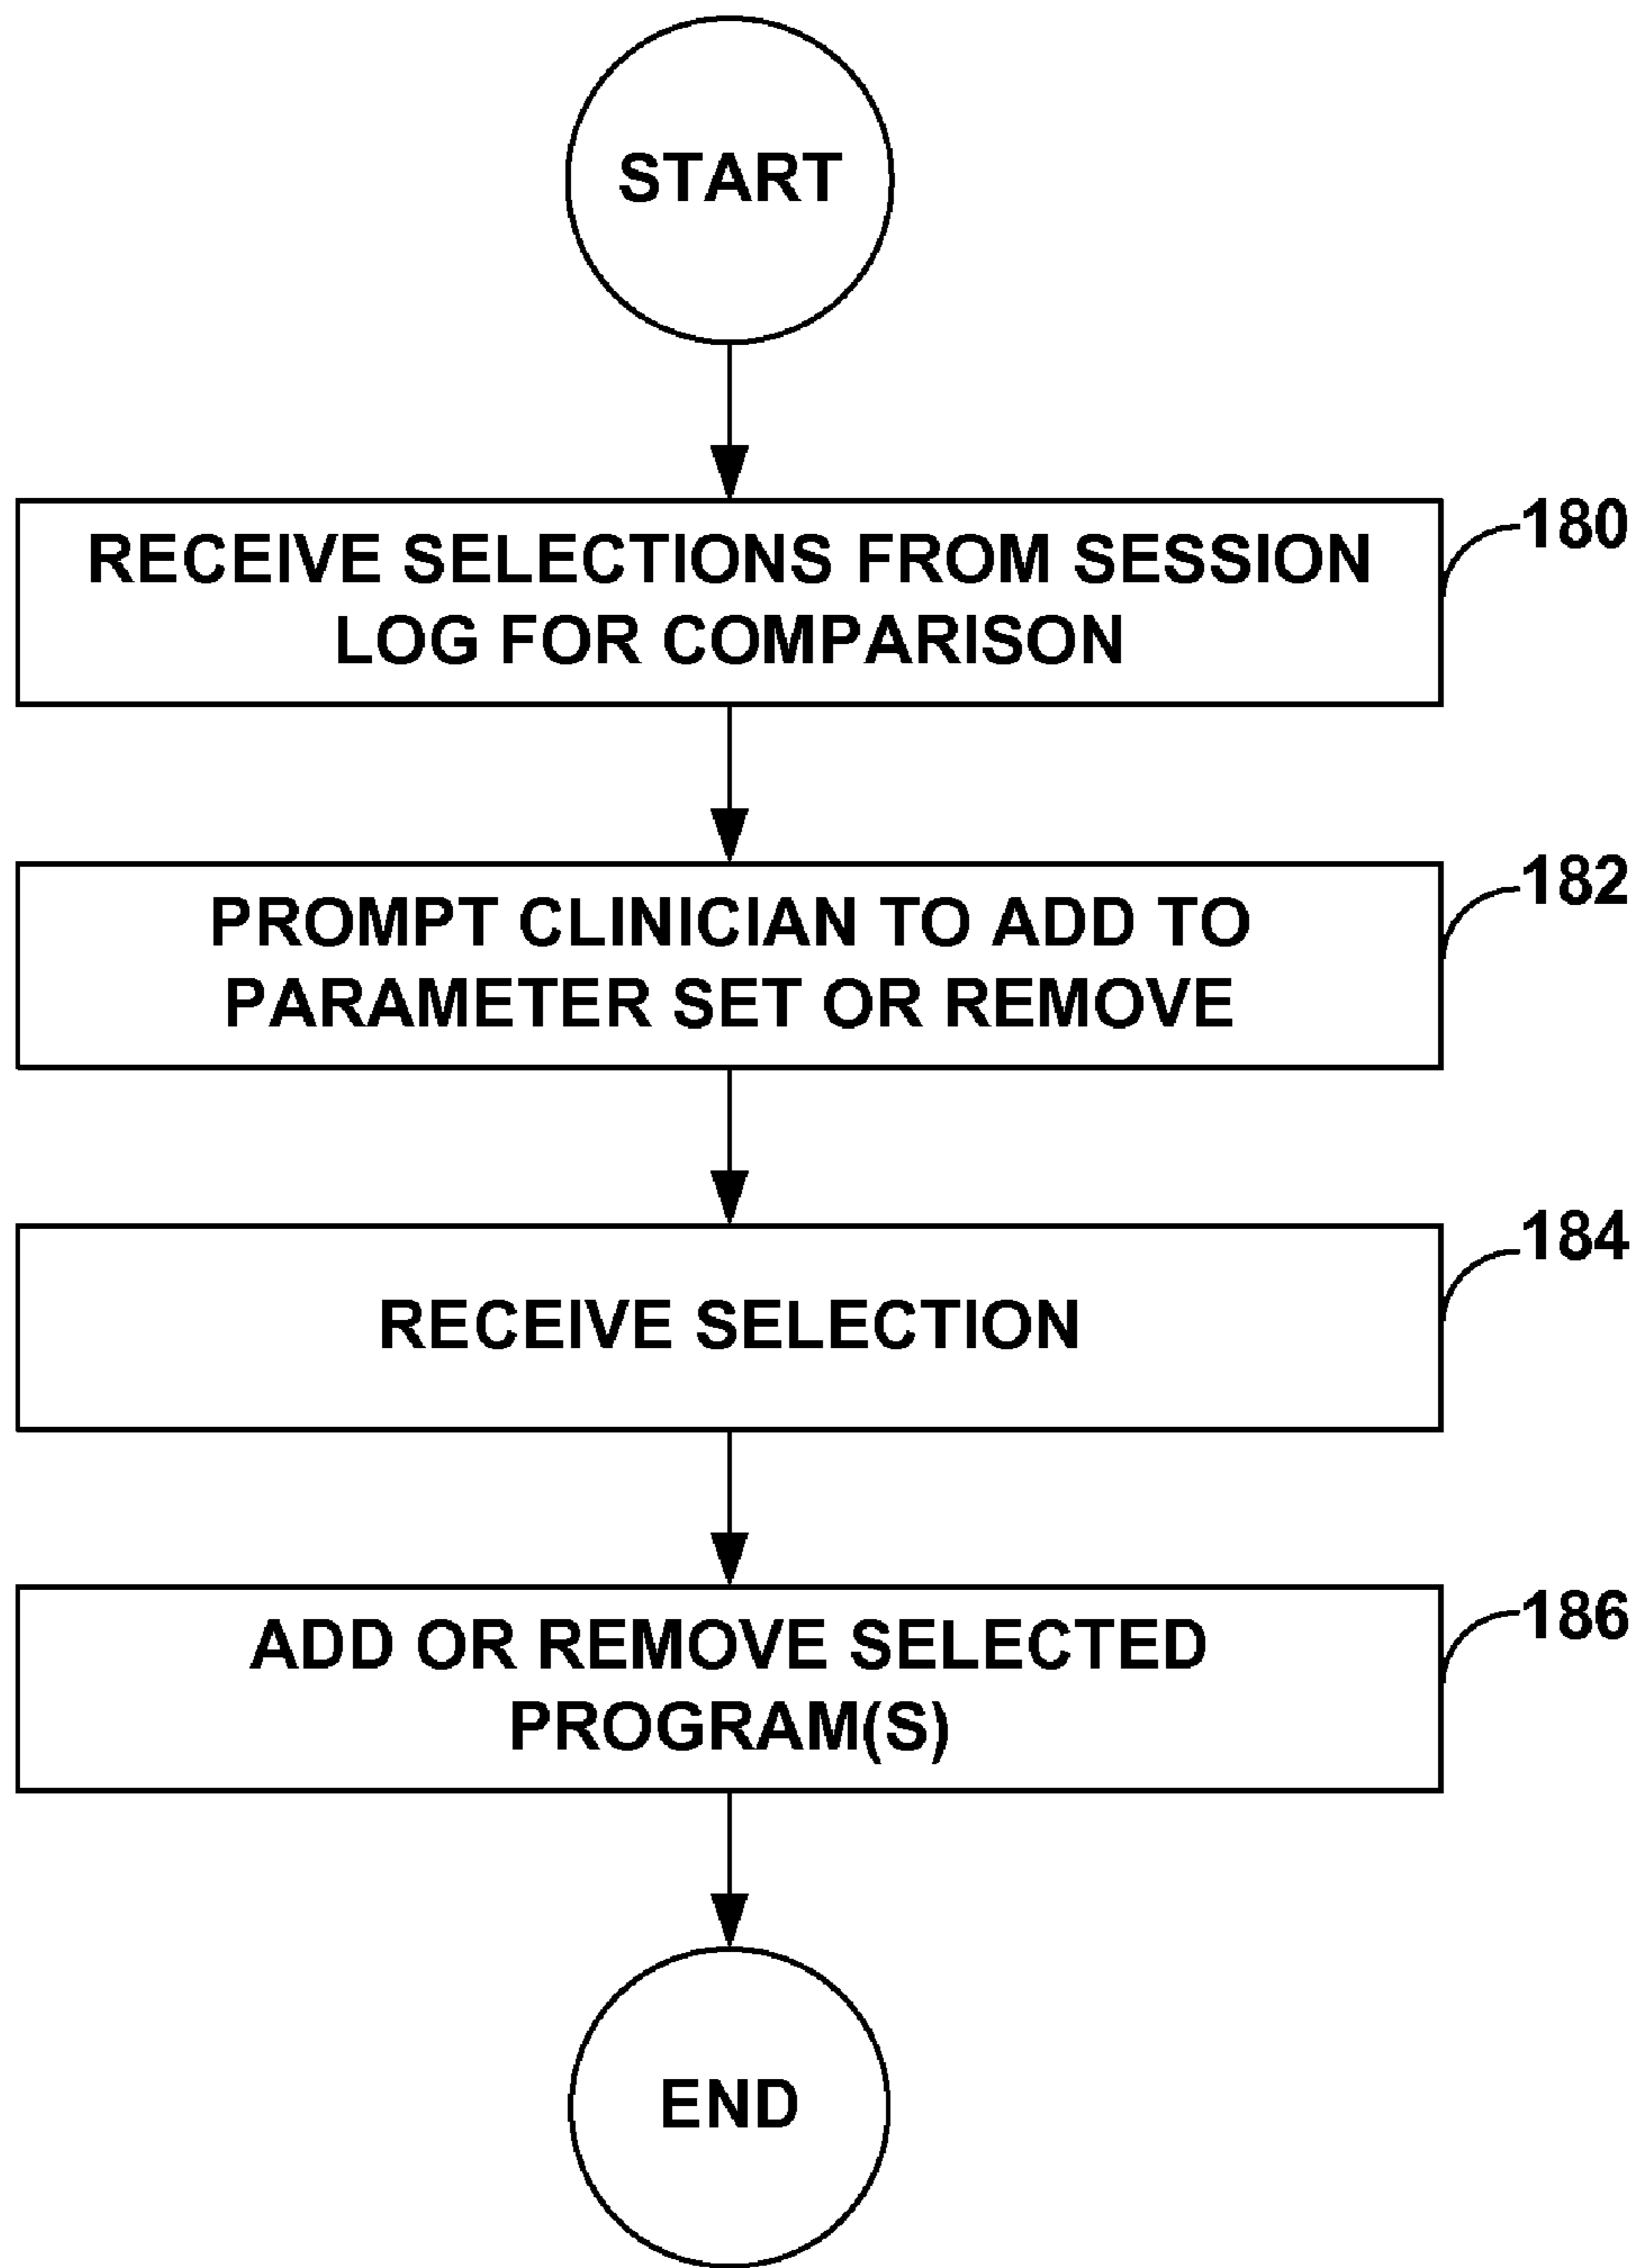 START
RECEIVE SELECTIONS FROM SESSION
LOG FOR COMPARISON
180
PROMPT CLINICIAN TO ADD TO
PARAMETER SET OR REMOVE
182
RECEIVE SELECTION
184
ADD OR REMOVE SELECTED
PROGRAM(S)
186
END